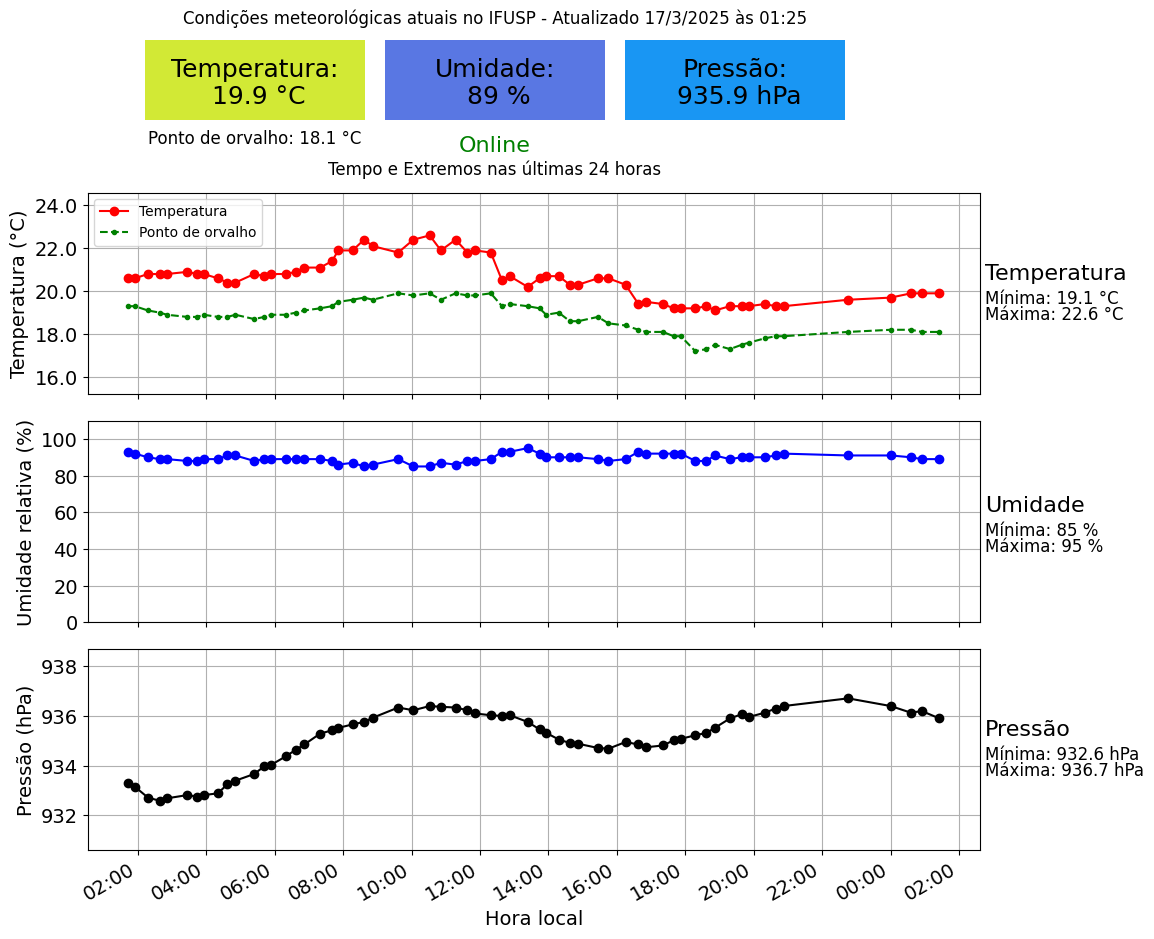 Condições meteorológicas atuais no IFUSP - Atualizado 17/3/2025 às 01:25
Temperatura:
19.9 °C
Umidade:
89 %
Pressão:
935.9 hPa
Ponto de orvalho: 18.1 °C
Online
Tempo e Extremos nas últimas 24 horas
Temperatura (°C)
24.0
22.0
20.0
18.0
16.0
Temperatura
Ponto de orvalho
Temperatura
Mínima: 19.1 °C
Máxima: 22.6 °C
Umidade relativa (%)
100
80
60
40
20
0
Umidade
Mínima: 85 %
Máxima: 95 %
Pressão (hPa)
938
936
934
932
Pressão
Mínima: 932.6 hPa
Máxima: 936.7 hPa
02:00
04:00
06:00
08:00
10:00
12:00
14:00
16:00
18:00
20:00
22:00
00:00
02:00
Hora local